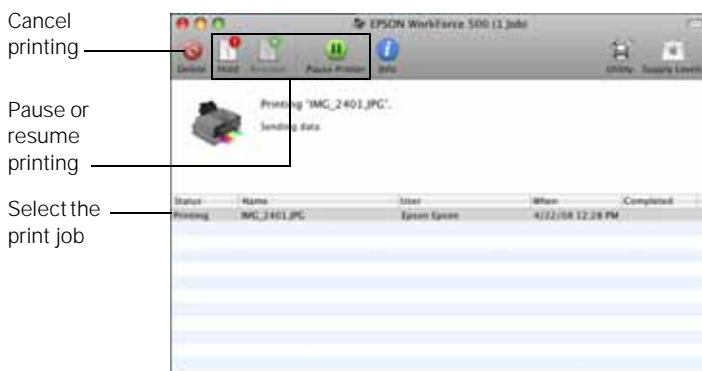 Cancel
printing
Pause or
resume
printing
Select the
print job
EPSON WorkForce 500 (1 Job)
Delete Hold Resume Pause Printer Info Utility Supply Levels
Printing "IMG_2401.JPG".
Sending data
Status Name User When Completed
Printing IMG_2401.JPG Epson Epson 4/22/08 12:28 PM